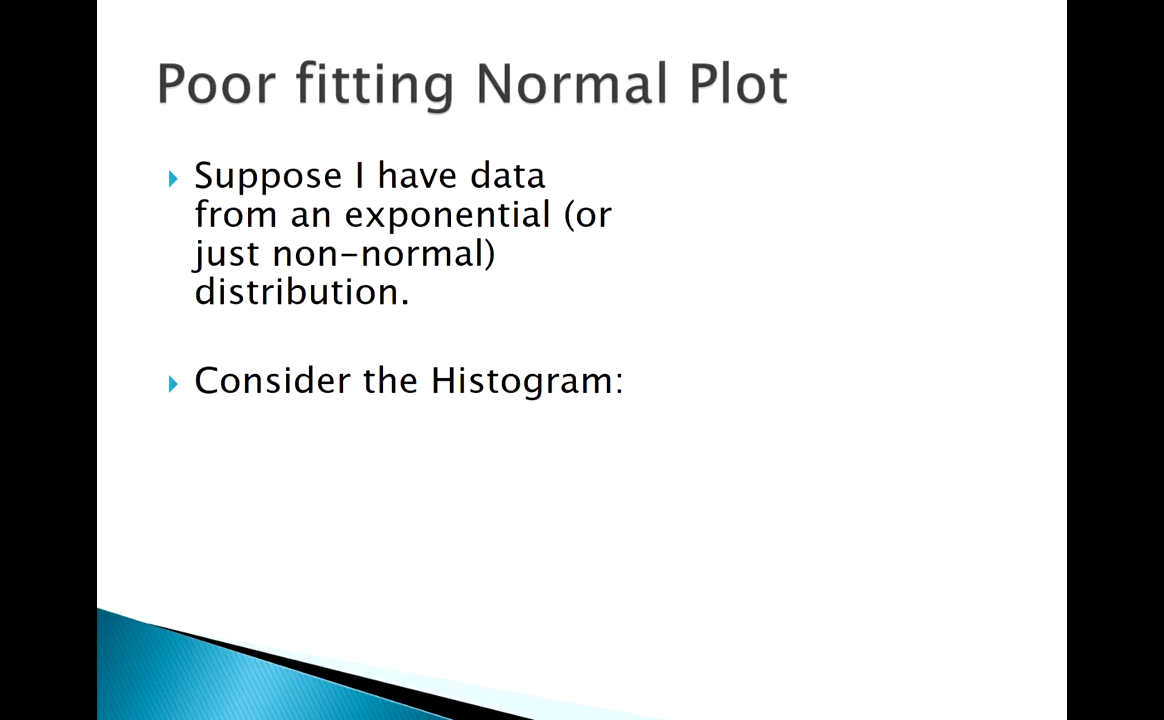 Poor fitting Normal Plot
Suppose I have data
from an exponential (or
just non-normal)
distribution.
Consider the Histogram: